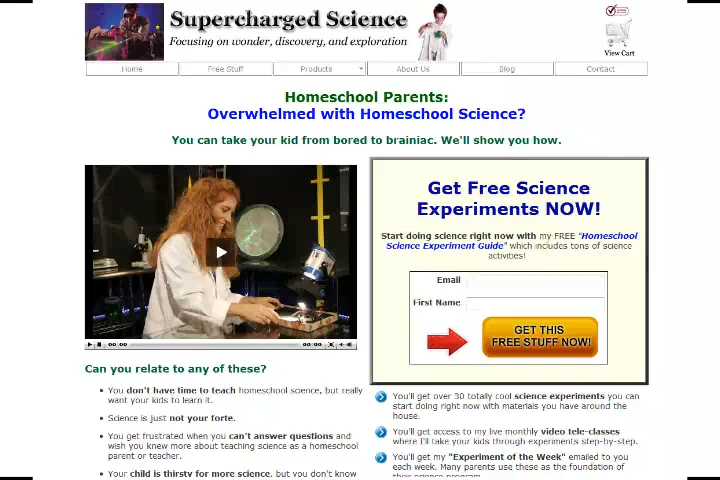 Supercharged Science
Focusing on wonder, discovery, and exploration
View Cart
Home
Free Stuff
Products
About Us
Blog
Contact
Homeschool Parents:
Overwhelmed with Homeschool Science?
You can take your kid from bored to brainiac. We'll show you how.
Get Free Science
Experiments NOW!
Start doing science right now with my FREE "Homeschool
Science Experiment Guide" which includes tons of science
activities!
Email
First Name
GET THIS
FREE STUFF NOW!
Can you relate to any of these?
You don't have time to teach homeschool science, but really
want your kids to learn it.
Science is just not your forte.
You get frustrated when you can't answer questions and
wish you knew more about teaching science as a homeschool
parent or teacher.
Your child is thirsty for more science, but you don't know
You'll get over 30 totally cool science experiments you can
start doing right now with materials you have around the
house.
You'll get access to my live monthly video tele-classes
where I'll take your kids through experiments step-by-step.
You'll get my "Experiment of the Week" emailed to you
each week. Many parents use these as the foundation of
their science program.